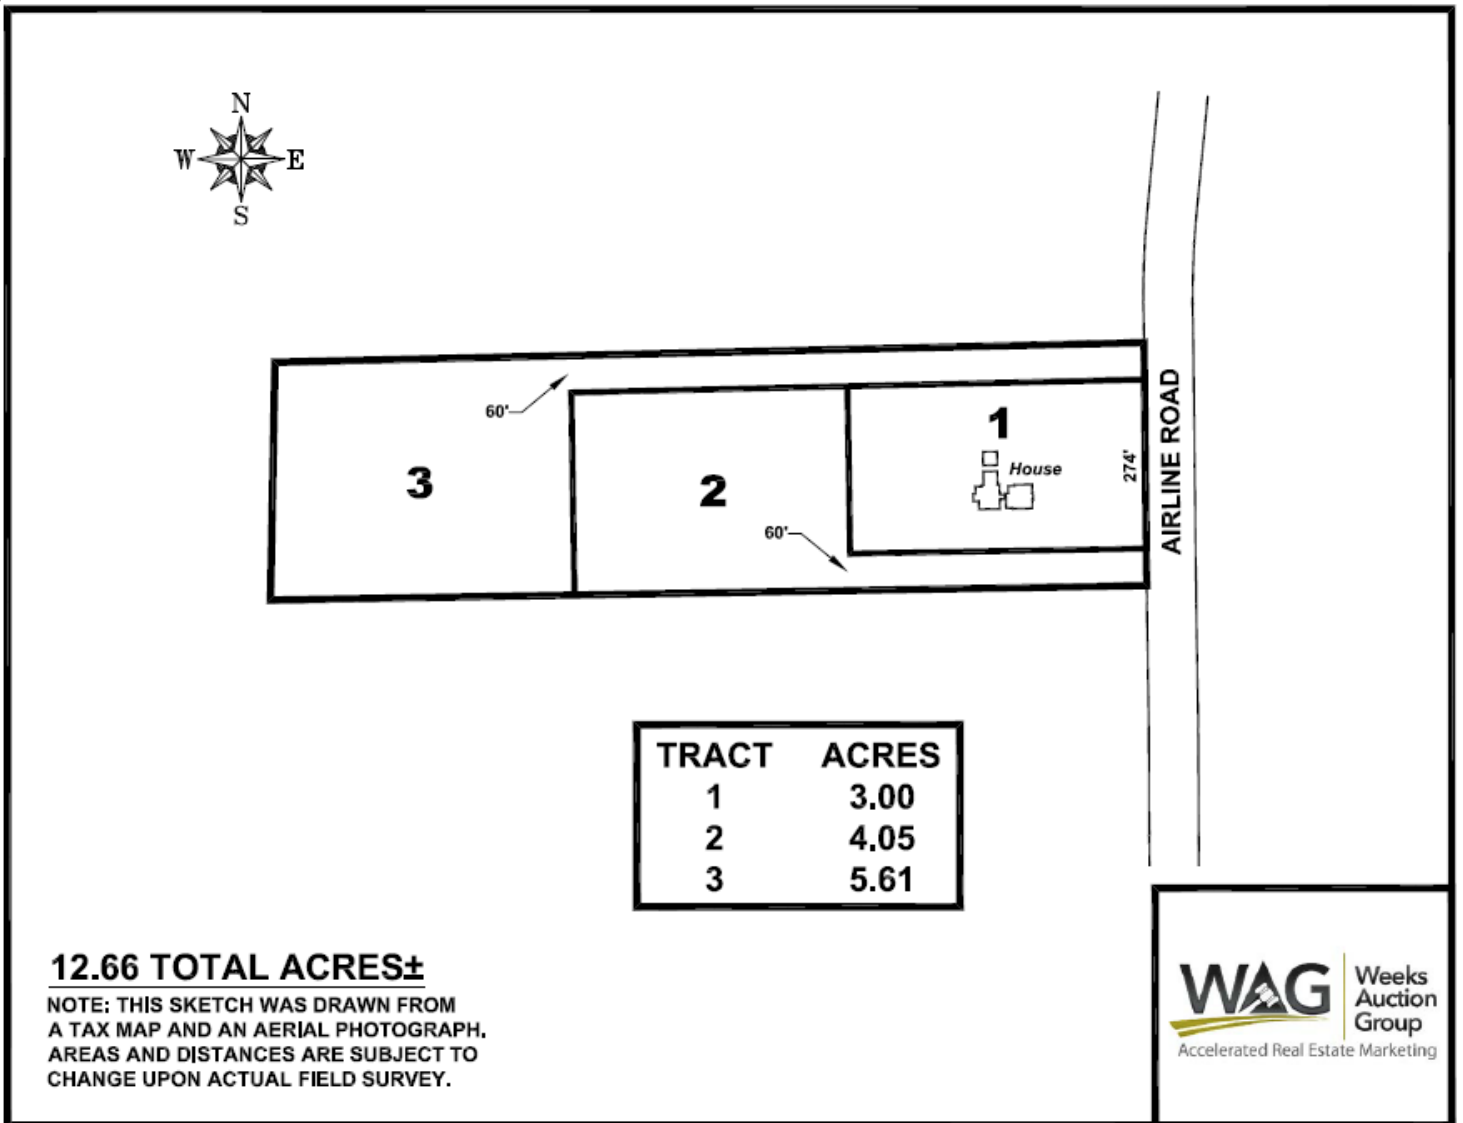 N
W E
S
60'
1
House
274'
AIRLINE ROAD
3
2
60'
TRACT ACRES
1 3.00
2 4.05
3 5.61
12.66 TOTAL ACRES±
NOTE: THIS SKETCH WAS DRAWN FROM
A TAX MAP AND AN AERIAL PHOTOGRAPH.
AREAS AND DISTANCES ARE SUBJECT TO
CHANGE UPON ACTUAL FIELD SURVEY.
WAG
Weeks
Auction
Group
Accelerated Real Estate Marketing